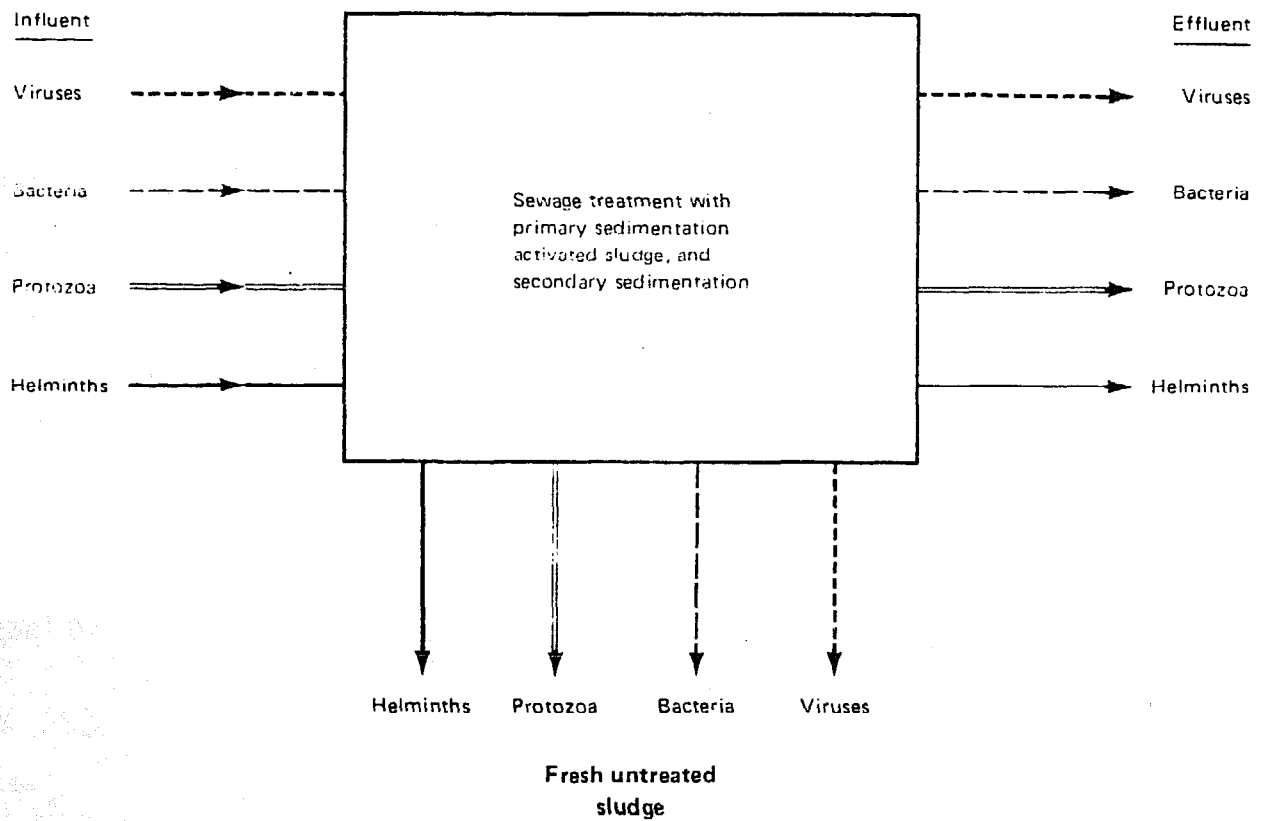 Influent
Effluent
Viruses
Viruses
Bacteria
Bacteria
Protozoa
Protozoa
Helminths
Helminths
Sewage treatment with
primary sedimentation
activated sludge, and
secondary sedimentation
Helminths Protozoa Bacteria Viruses
Fresh untreated
sludge